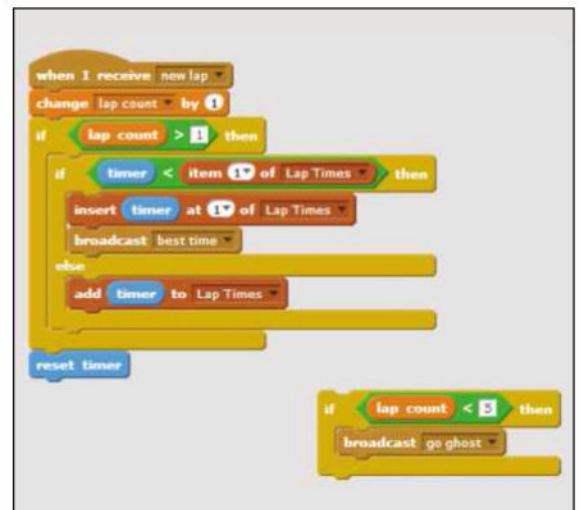 when I receive new lap
change lap count by 1
if lap count > 1 then
if timer < item 1 of Lap Times then
insert timer at 1 of Lap Times
broadcast best time
else
add timer to Lap Times
reset timer
if lap count < 5 then
broadcast go ghost